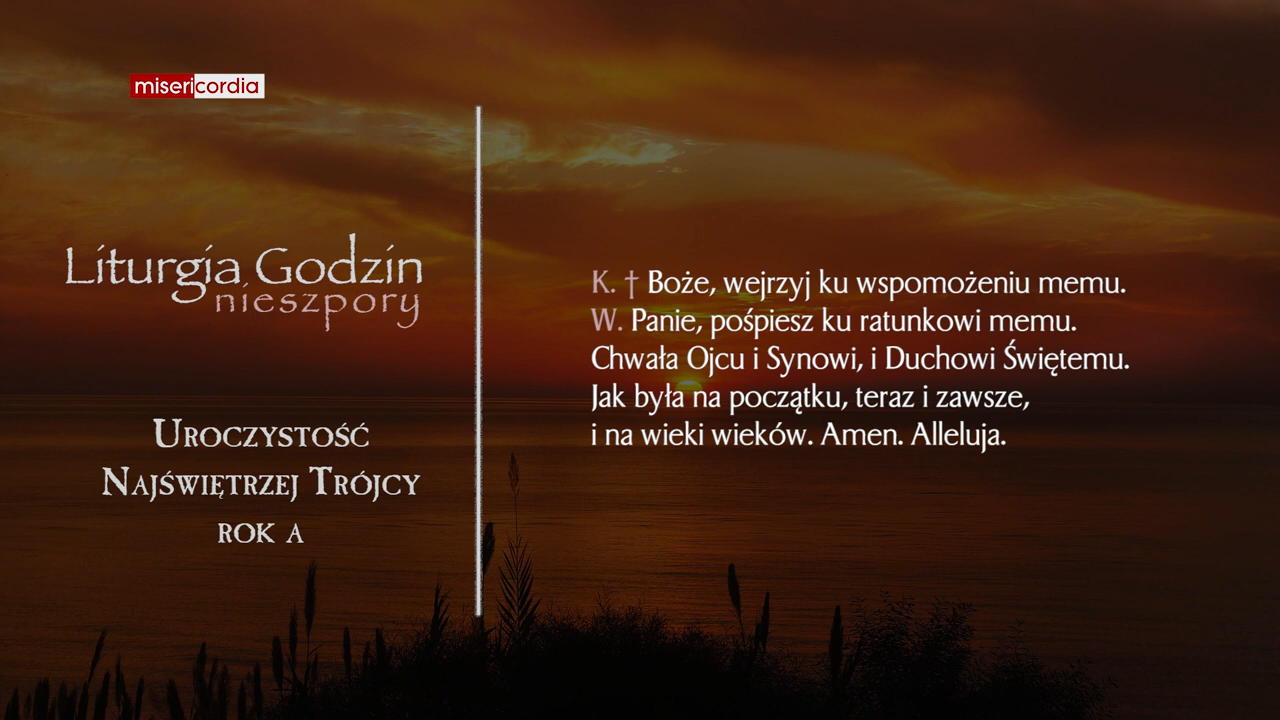 misericordia
Liturgia Godzin
nieszpory
Uroczystość
Najświętrzej Trójcy
rok a
K. † Boże, wejrzyj ku wspomożeniu memu.
W. Panie, pośpiesz ku ratunkowi memu.
Chwała Ojcu i Synowi, i Duchowi Świętemu.
Jak była na początku, teraz i zawsze,
i na wieki wieków. Amen. Alleluja.